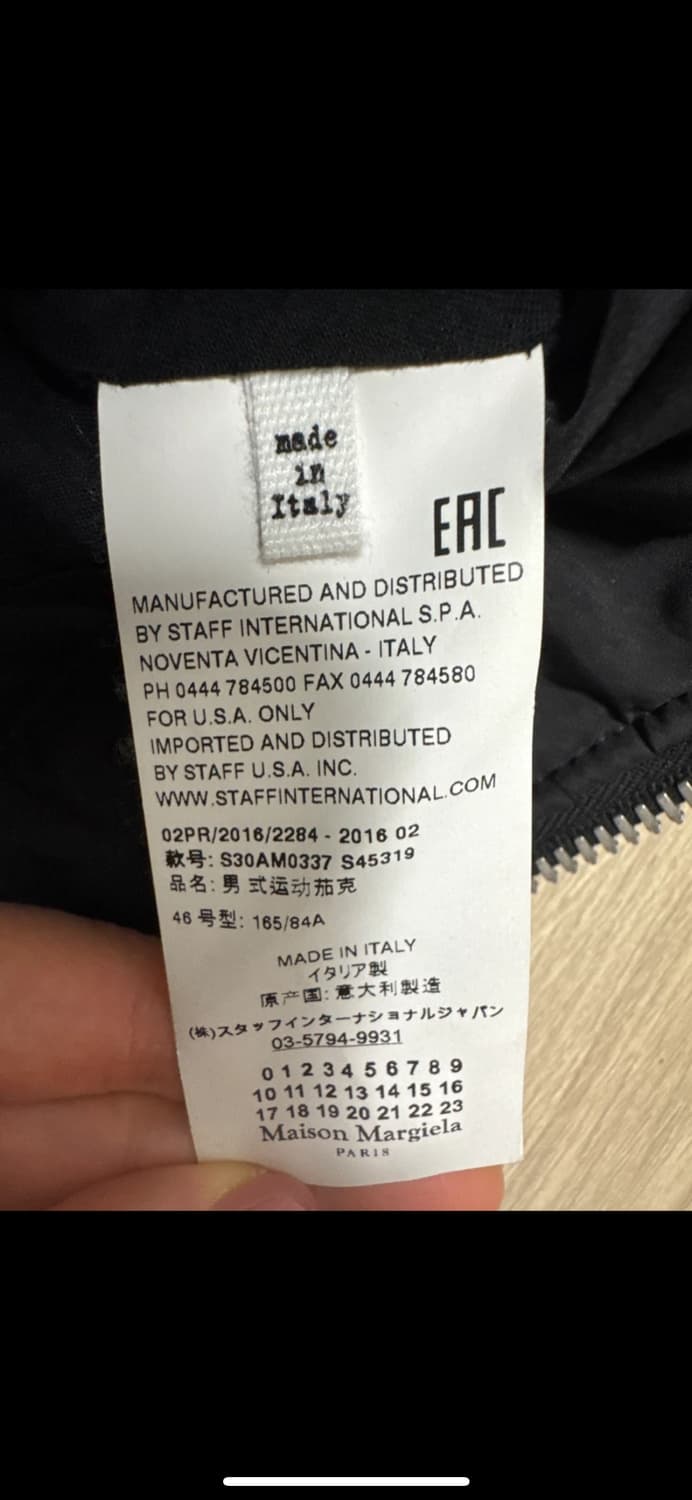 made
in
Italy
EAC
MANUFACTURED AND DISTRIBUTED
BY STAFF INTERNATIONAL S.P.A.
NOVENTA VICENTINA - ITALY
PH 0444 784500 FAX 0444 784580
FOR U.S.A. ONLY
IMPORTED AND DISTRIBUTED
BY STAFF U.S.A. INC.
WWW.STAFFINTERNATIONAL.COM
02PR/2016/2284 - 2016 02
款号: S30AM0337 S45319
品名: 男 式运动茄克
46 号型: 165/84A
MADE IN ITALY
イタリア製
原产国: 意大利製造
(株)スタッフインターナショナルジャパン
03-5794-9931
0 1 2 3 4 5 6 7 8 9
10 11 12 13 14 15 16
17 18 19 20 21 22 23
Maison Margiela
PARIS